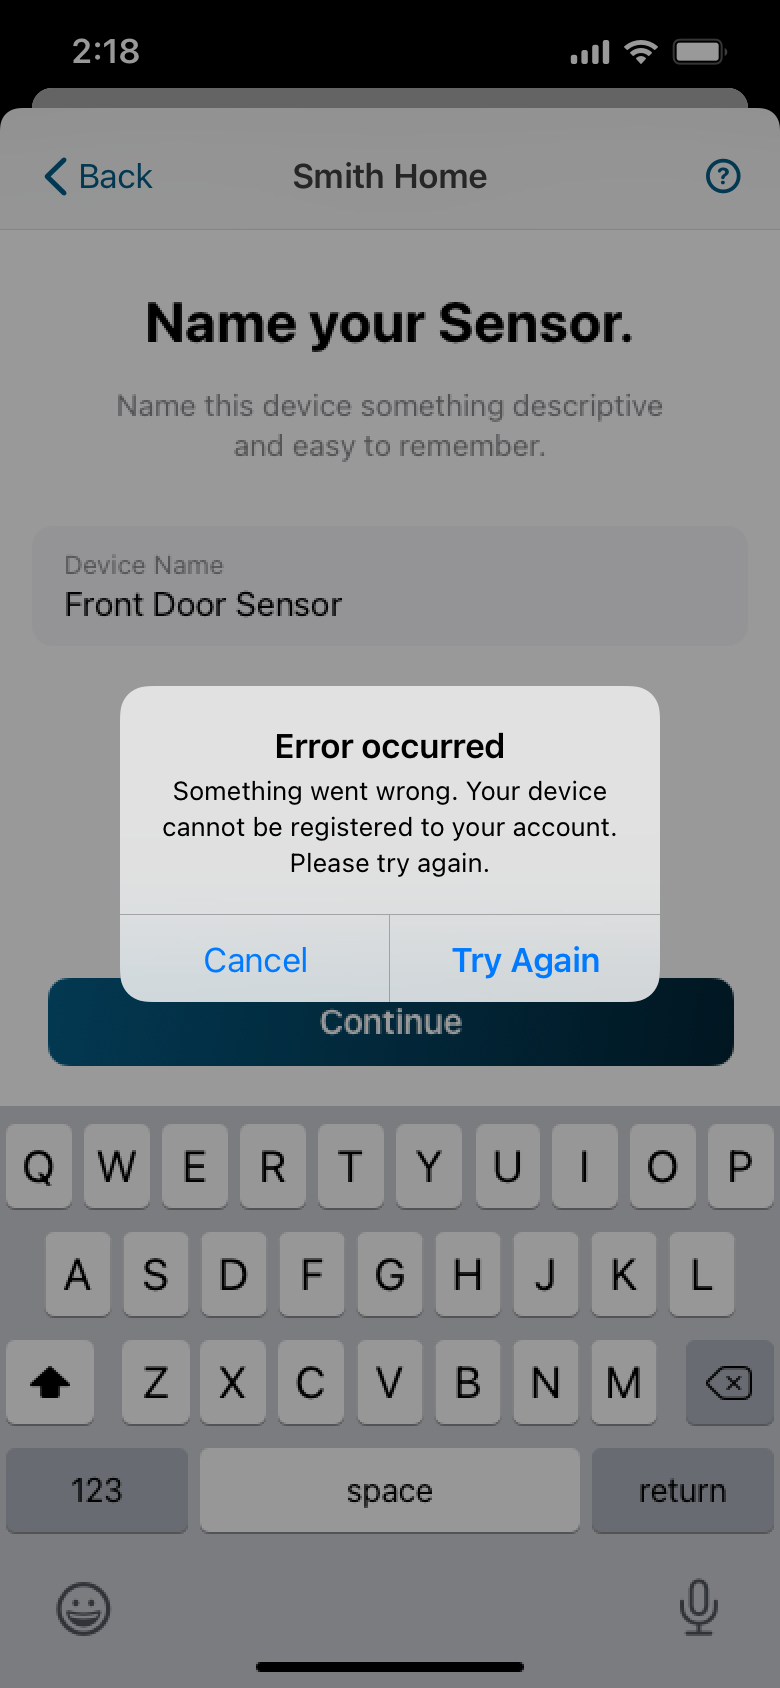 2:18
Back
Smith Home
?
Name your Sensor.
Name this device something descriptive
and easy to remember.
Device Name
Front Door Sensor
Error occurred
Something went wrong. Your device
cannot be registered to your account.
Please try again.
Cancel
Try Again
Continue
Q W E R T Y U I O P
A S D F G H J K L
Z X C V B N M
123
space
return